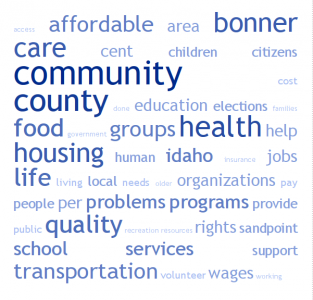 access affordable area bonner
care cent children citizens
community cost
county done education elections families
food government groups health help
housing human idaho insurance jobs
life living local needs older organizations pay
people per problems programs provide
public quality recreation resources rights sandpoint
school services support
transportation volunteer wages working